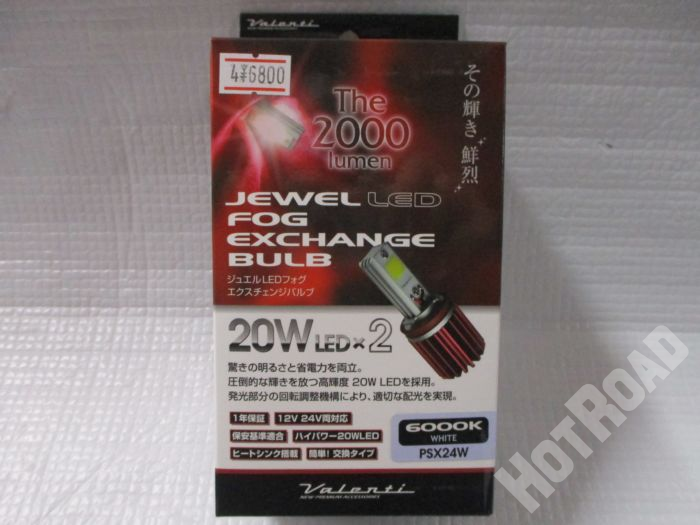 Valenti
4¥6800
The
2000
lumen
その輝き 鮮烈
JEWEL LED
FOG
EXCHANGE
BULB
ジュエルLEDフォグ
エクスチェンジバルブ
20W LED×2
驚きの明るさと省電力を両立。
圧倒的な輝きを放つ高輝度 20W LEDを採用。
発光部分の回転調整機構により、適切な配光を実現。
1年保証 12V 24V両対応
保安基準適合 ハイパワー20WLED
ヒートシンク搭載 簡単!交換タイプ
6000K
WHITE
PSX24W
Valenti
NEW PREMIUM ACCESSORIES
HOTROAD